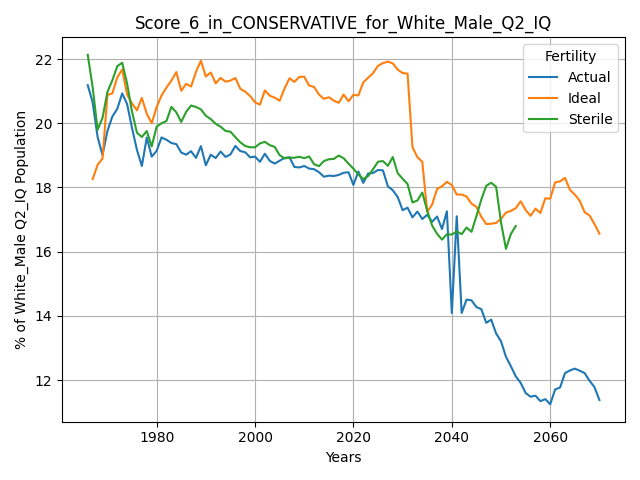 Score_6_in_CONSERVATIVE_for_White_Male_Q2_IQ
Fertility
Actual
Ideal
Sterile
% of White_Male Q2_IQ Population
22
20
18
16
14
12
1980
2000
2020
2040
2060
Years